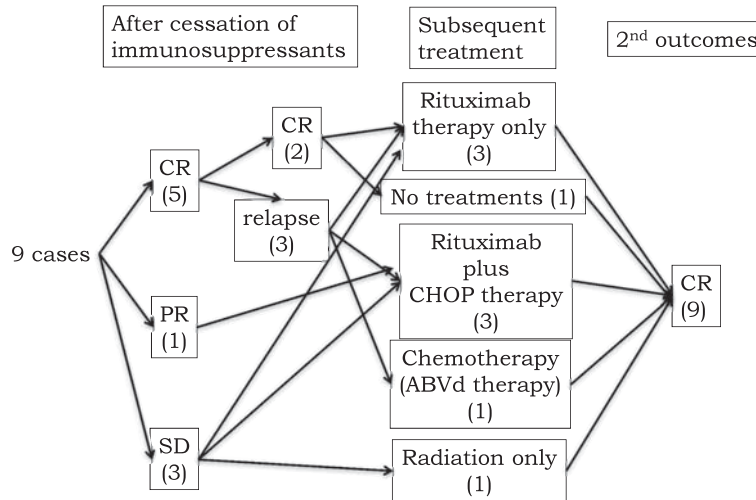 After cessation of
immunosuppressants
Subsequent
treatment
2nd outcomes
9 cases
CR
(5)
PR
(1)
SD
(3)
CR
(2)
relapse
(3)
Rituximab
therapy only
(3)
No treatments (1)
Rituximab
plus
CHOP therapy
(3)
Chemotherapy
(ABVd therapy)
(1)
Radiation only
(1)
CR
(9)